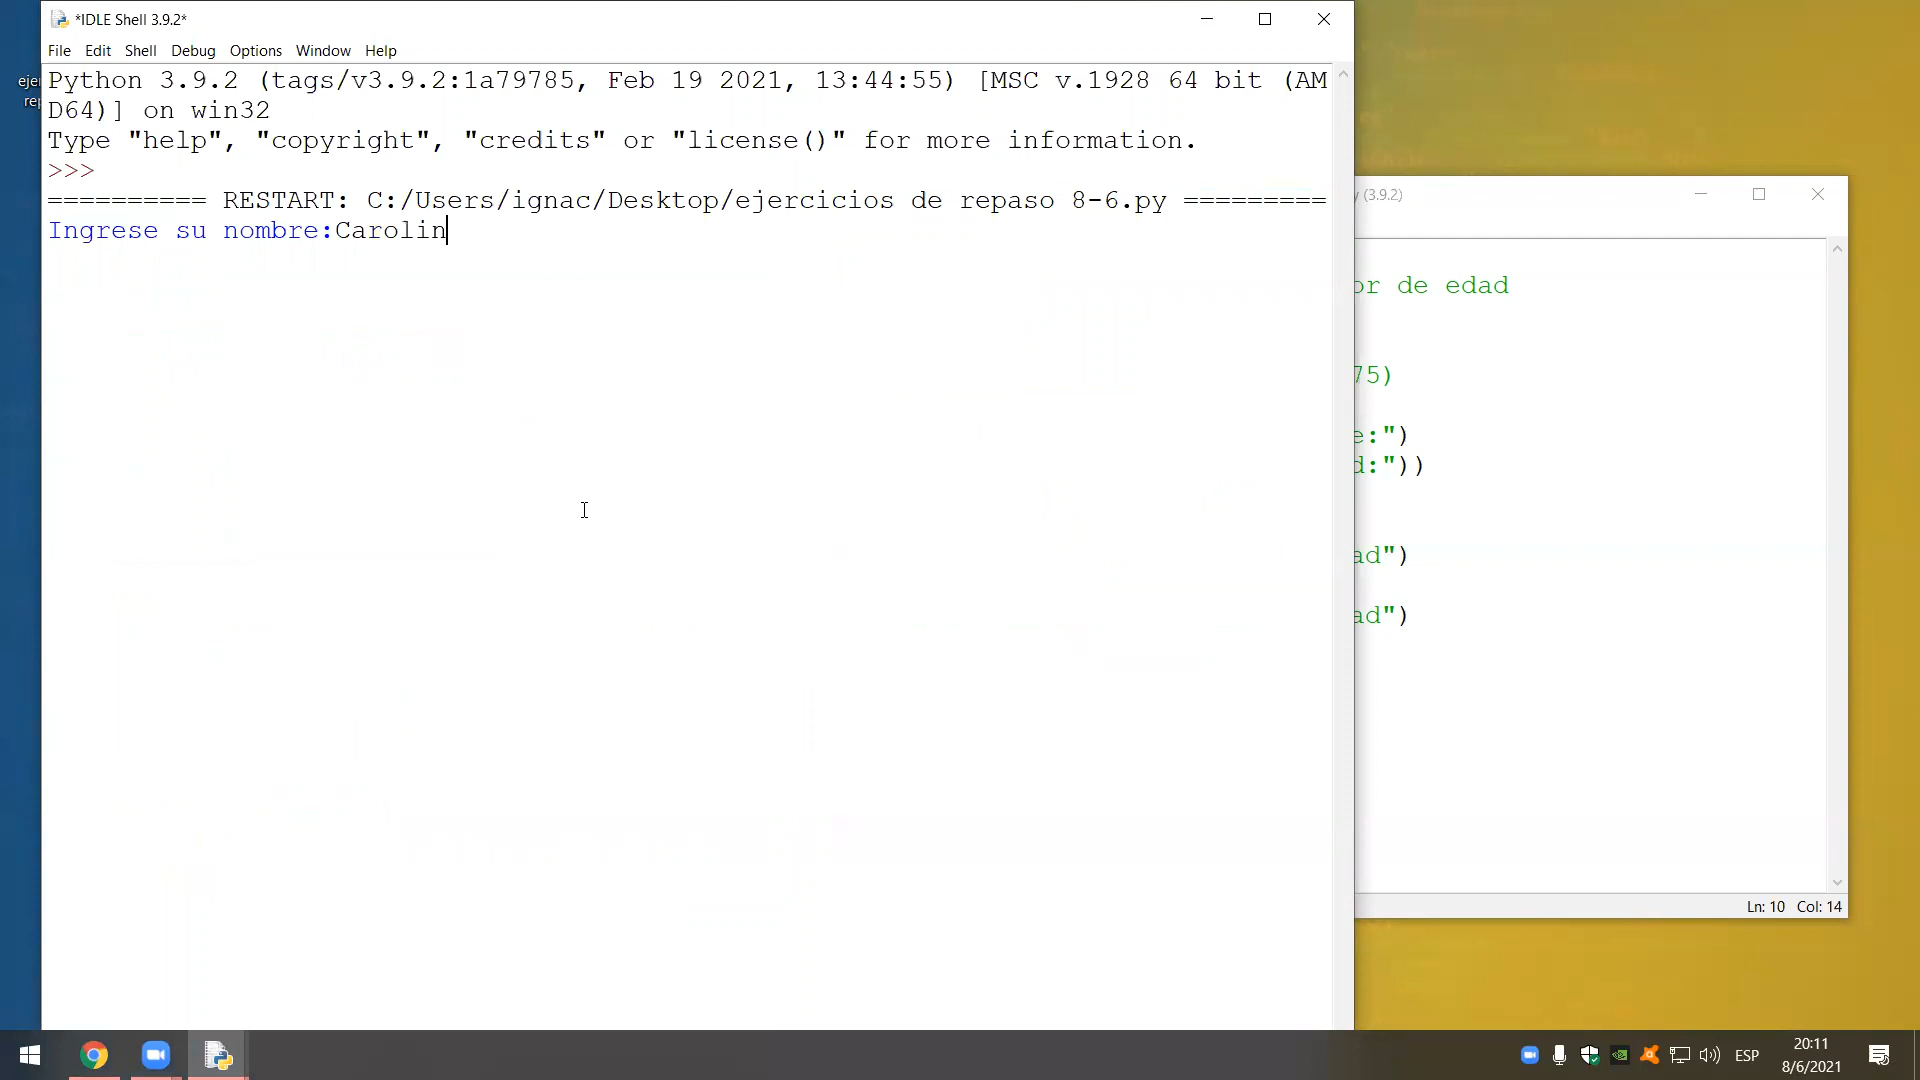 *IDLE Shell 3.9.2*
File Edit Shell Debug Options Window Help
Python 3.9.2 (tags/v3.9.2:1a79785, Feb 19 2021, 13:44:55) [MSC v.1928 64 bit (AM
D64)] on win32
Type "help", "copyright", "credits" or "license()" for more information.
>>>
========== RESTART: C:/Users/ignac/Desktop/ejercicios de repaso 8-6.py =========
Ingrese su nombre:Carolin
y (3.9.2)
or de edad
75)
e:")
d:"))
ad")
ad")
Ln: 10 Col: 14
ESP
20:11
8/6/2021